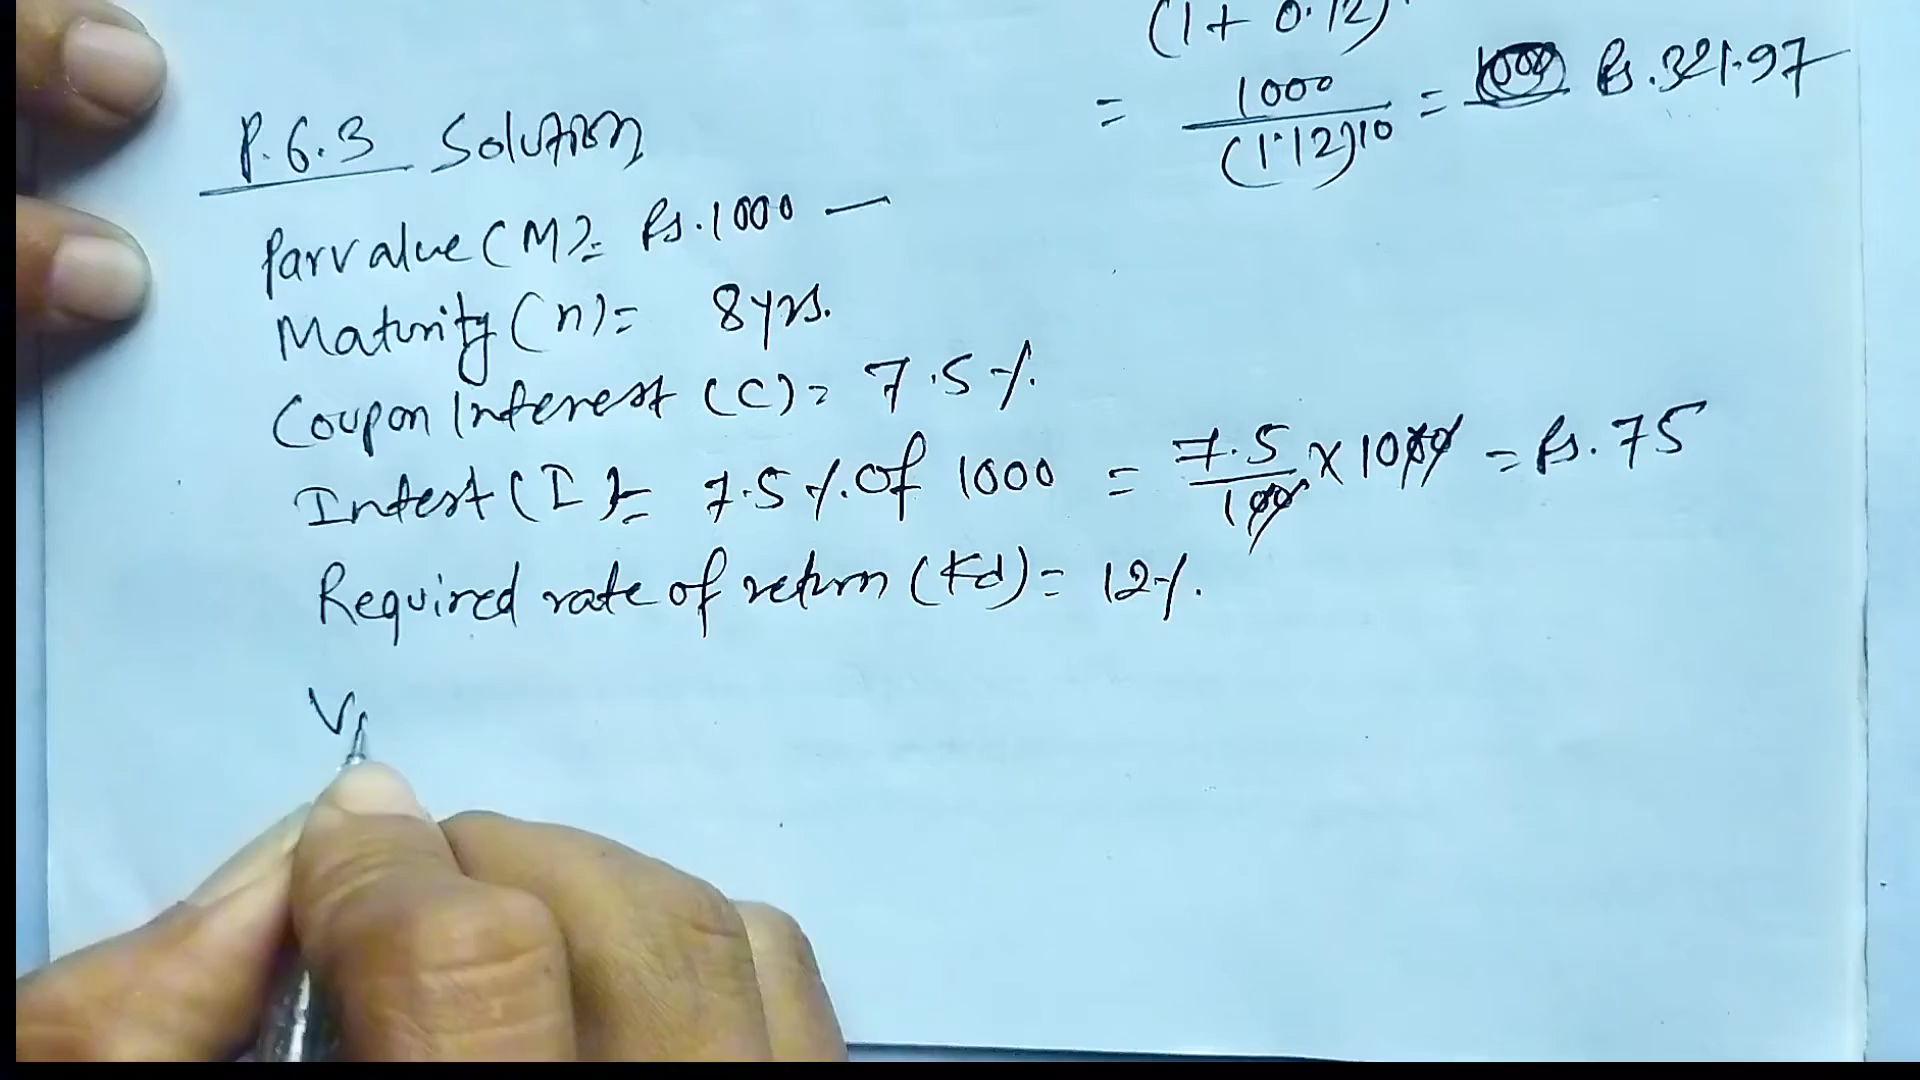 (1 + 0.12)
= 1000 / (1.12)10 = Rs. 321.97
P.6.3 Solution
Parvalue (M) = Rs. 1000 —
Maturity (n) = 8 yrs.
Coupon Interest (C) = 7.5%
Intest (I) = 7.5% of 1000 = 7.5 / 100 x 1000 = Rs. 75
Required rate of return (Kd) = 12%.
V